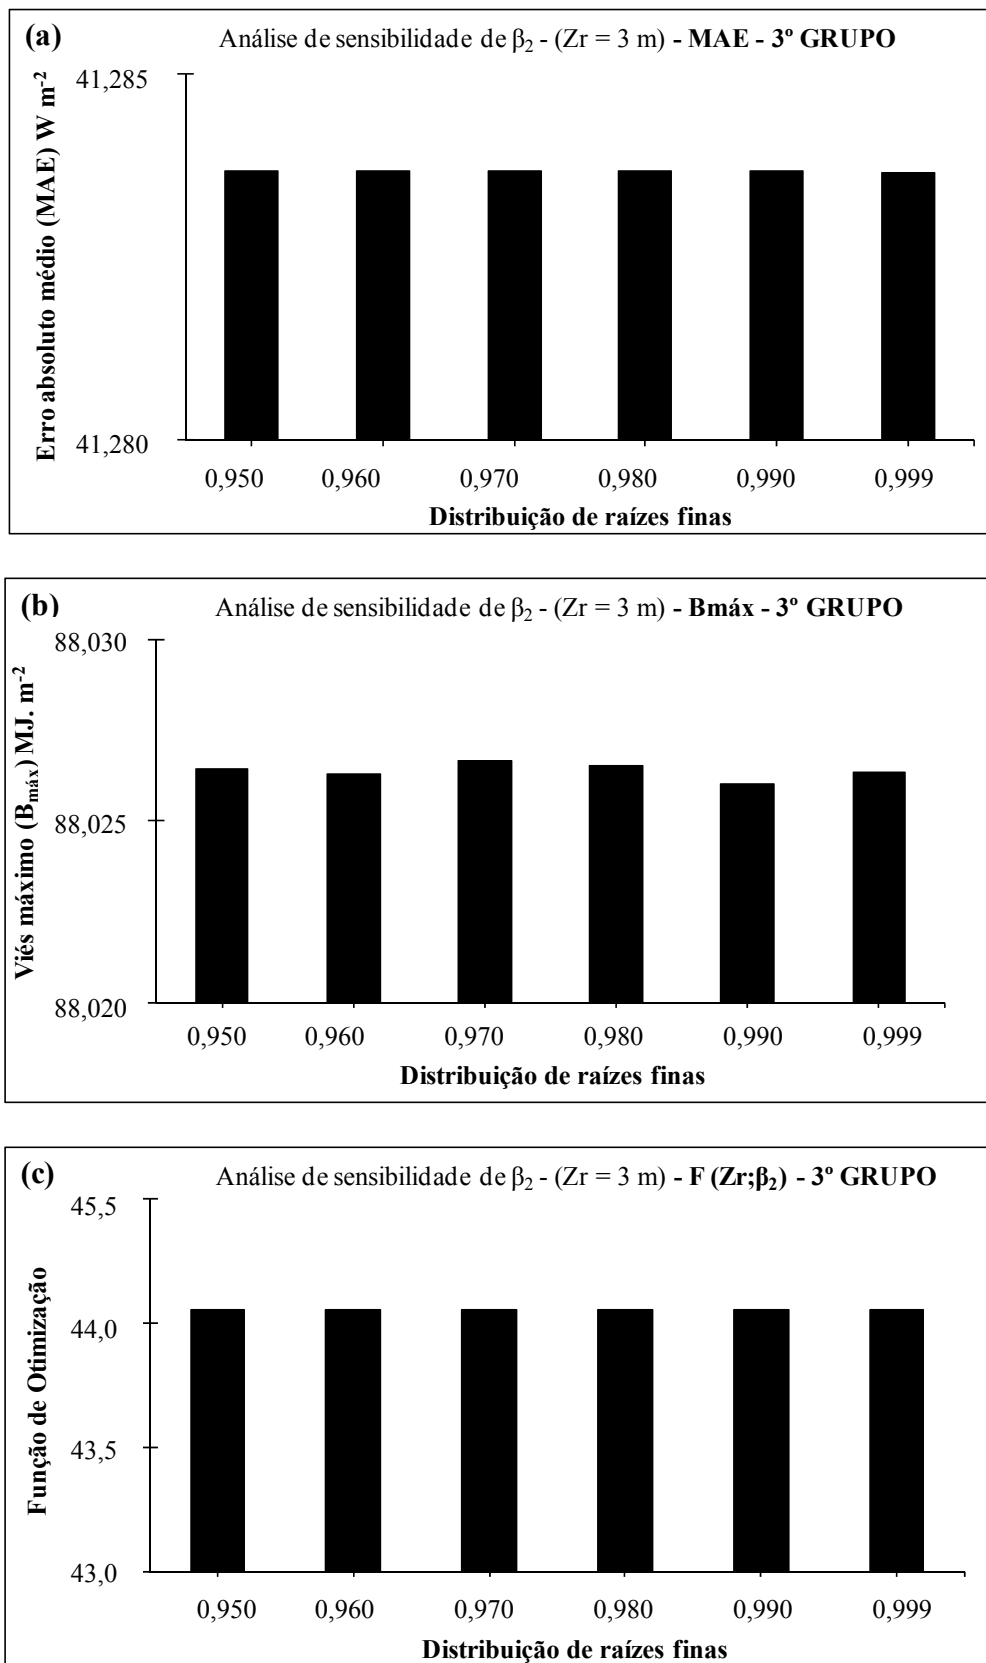 (a) Análise de sensibilidade de β₂ - (Zr = 3 m) - MAE - 3º GRUPO
Erro absoluto médio (MAE) W m⁻²
41,285
41,280
0,950 0,960 0,970 0,980 0,990 0,999
Distribuição de raízes finas
(b) Análise de sensibilidade de β₂ - (Zr = 3 m) - Bmáx - 3º GRUPO
Viés máximo (Bmáx) MJ. m⁻²
88,030
88,025
88,020
0,950 0,960 0,970 0,980 0,990 0,999
Distribuição de raízes finas
(c) Análise de sensibilidade de β₂ - (Zr = 3 m) - F (Zr;β₂) - 3º GRUPO
Função de Otimização
45,5
44,0
43,5
43,0
0,950 0,960 0,970 0,980 0,990 0,999
Distribuição de raízes finas